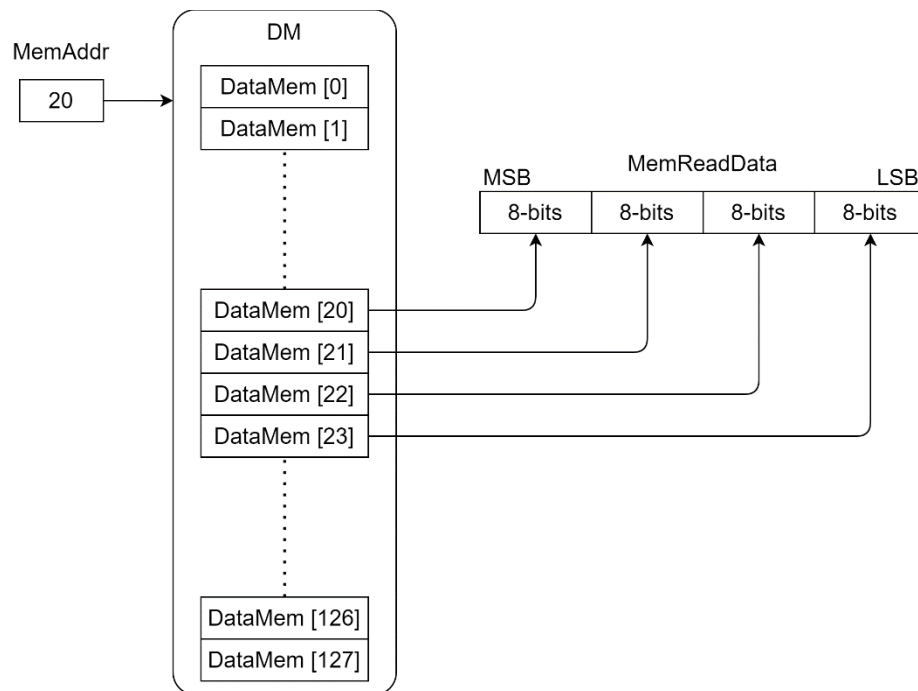 DM
MemAddr
20
DataMem [0]
DataMem [1]
MemReadData
MSB
LSB
8-bits
8-bits
8-bits
8-bits
DataMem [20]
DataMem [21]
DataMem [22]
DataMem [23]
DataMem [126]
DataMem [127]